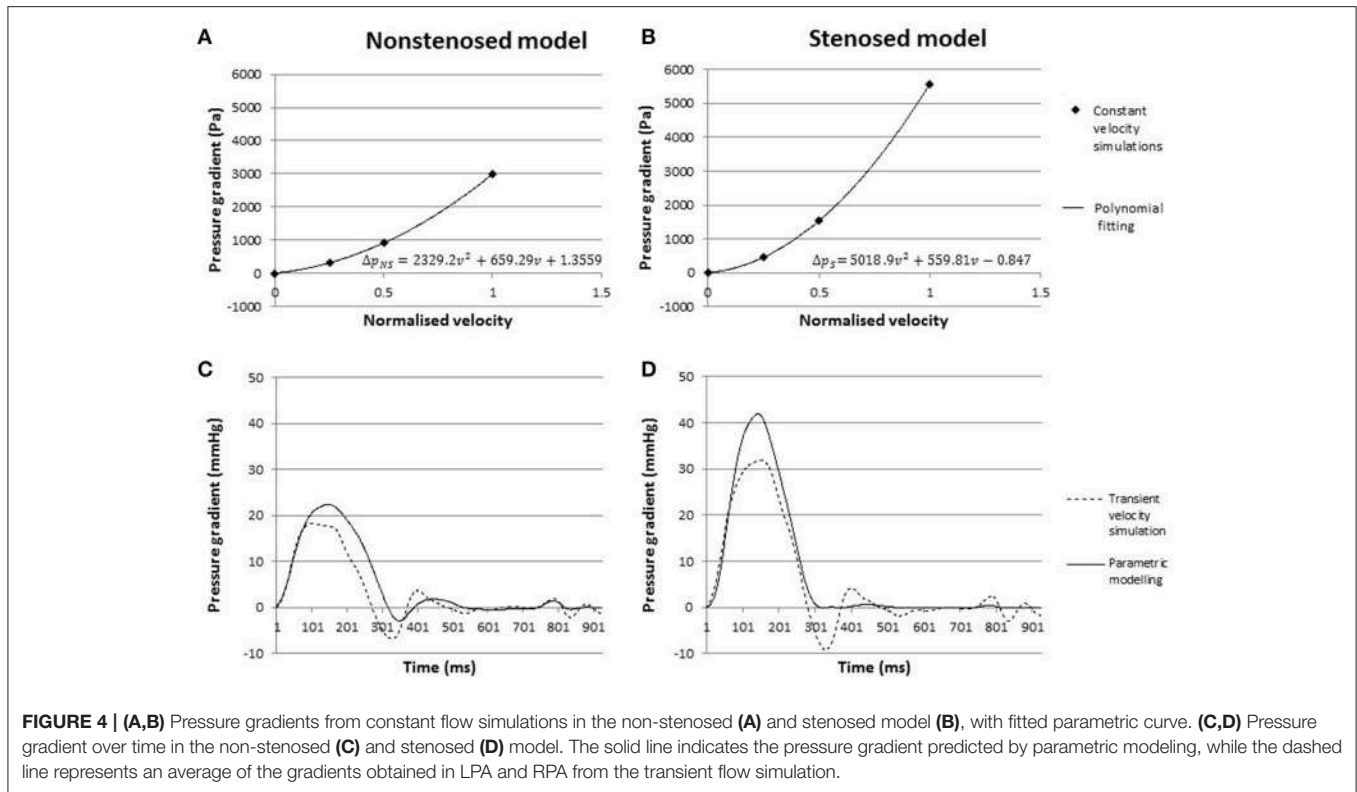 A
Nonstenosed model
6000
5000
4000
3000
2000
1000
0
-1000
Pressure gradient (Pa)
Δp_NS = 2329.2v² + 659.29v + 1.3559
0
0.5
1
1.5
Normalised velocity
B
Stenosed model
6000
5000
4000
3000
2000
1000
0
-1000
Pressure gradient (Pa)
Δp_S = 5018.9v² + 559.81v − 0.847
0
0.5
1
1.5
Normalised velocity
Constant
velocity
simulations
Polynomial
fitting
C
50
40
30
20
10
0
-10
Pressure gradient (mmHg)
1 101 201 301 401 501 601 701 801 901
Time (ms)
D
50
40
30
20
10
0
-10
Pressure gradient (mmHg)
1 101 201 301 401 501 601 701 801 901
Time (ms)
Transient
velocity
simulation
Parametric
modelling
FIGURE 4 | (A,B) Pressure gradients from constant flow simulations in the non-stenosed (A) and stenosed model (B), with fitted parametric curve. (C,D) Pressure
gradient over time in the non-stenosed (C) and stenosed (D) model. The solid line indicates the pressure gradient predicted by parametric modeling, while the dashed
line represents an average of the gradients obtained in LPA and RPA from the transient flow simulation.